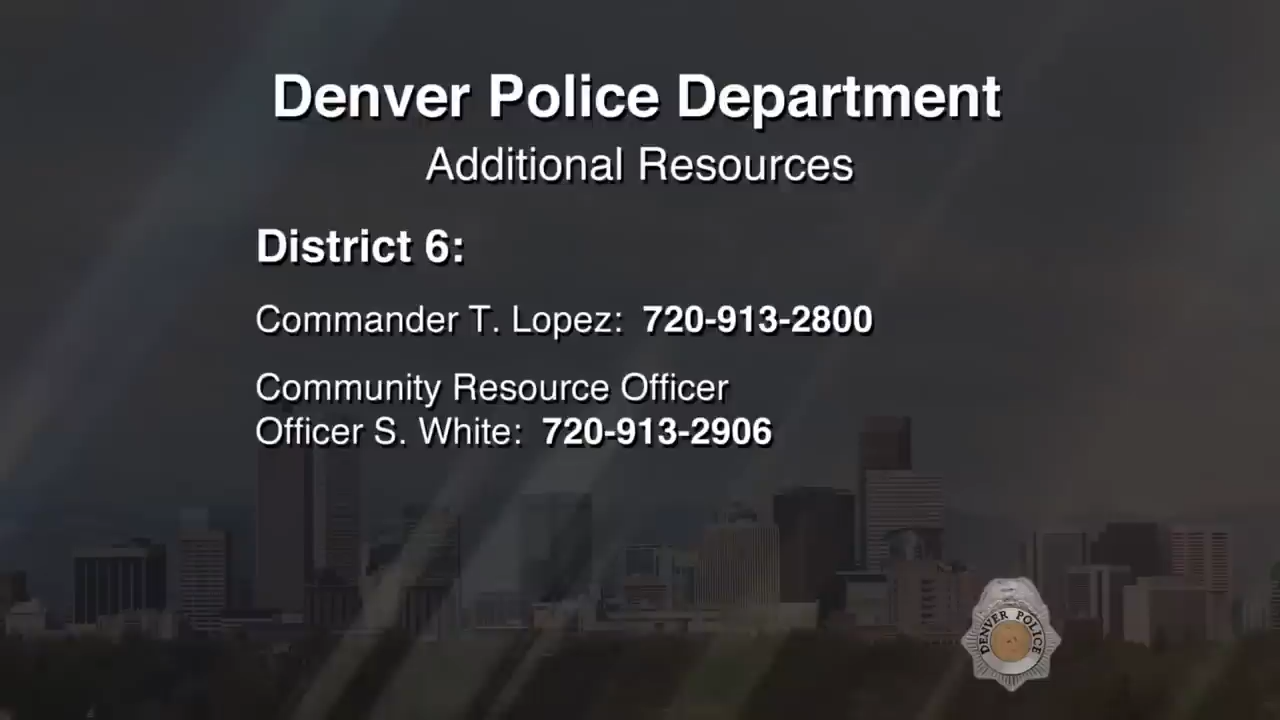 Denver Police Department
Additional Resources
District 6:
Commander T. Lopez: 720-913-2800
Community Resource Officer
Officer S. White: 720-913-2906
DENVER POLICE